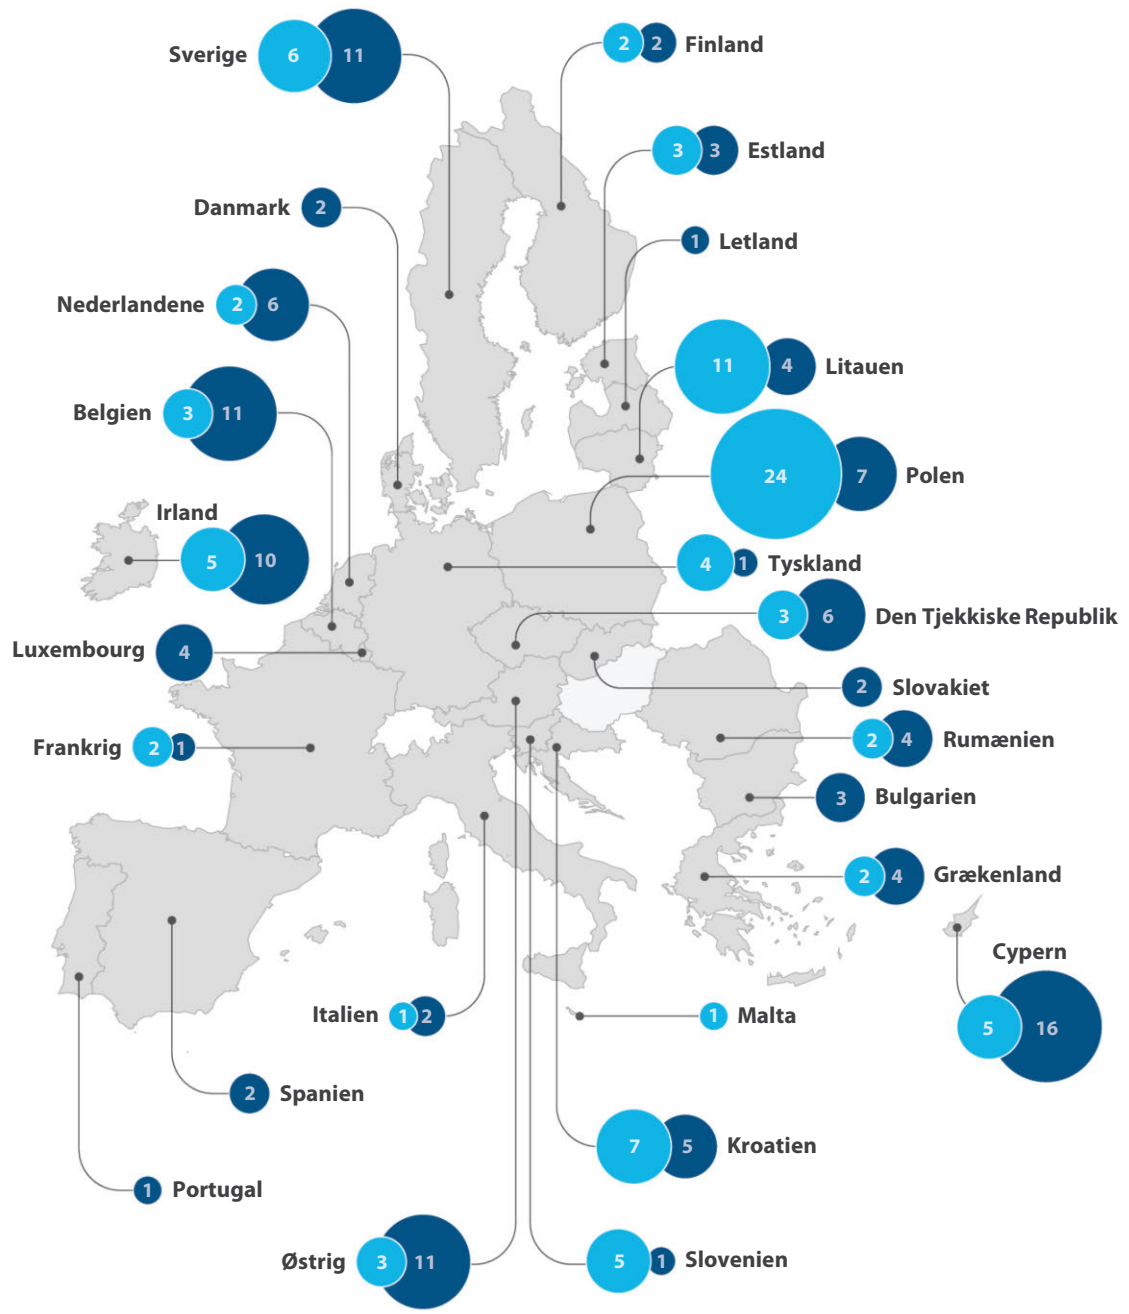 Sverige 6 11
2 2 Finland
3 3 Estland
Danmark 2
1 Letland
Nederlandene 2 6
11 4 Litauen
Belgien 3 11
24 7 Polen
Irland
5 10
4 1 Tyskland
3 6 Den Tjekkiske Republik
Luxembourg 4
2 Slovakiet
Frankrig 2 1
2 4 Rumænien
3 Bulgarien
2 4 Grækenland
Cypern
5 16
Italien 1 2
1 Malta
2 Spanien
7 5 Kroatien
1 Portugal
Østrig 3 11
5 1 Slovenien